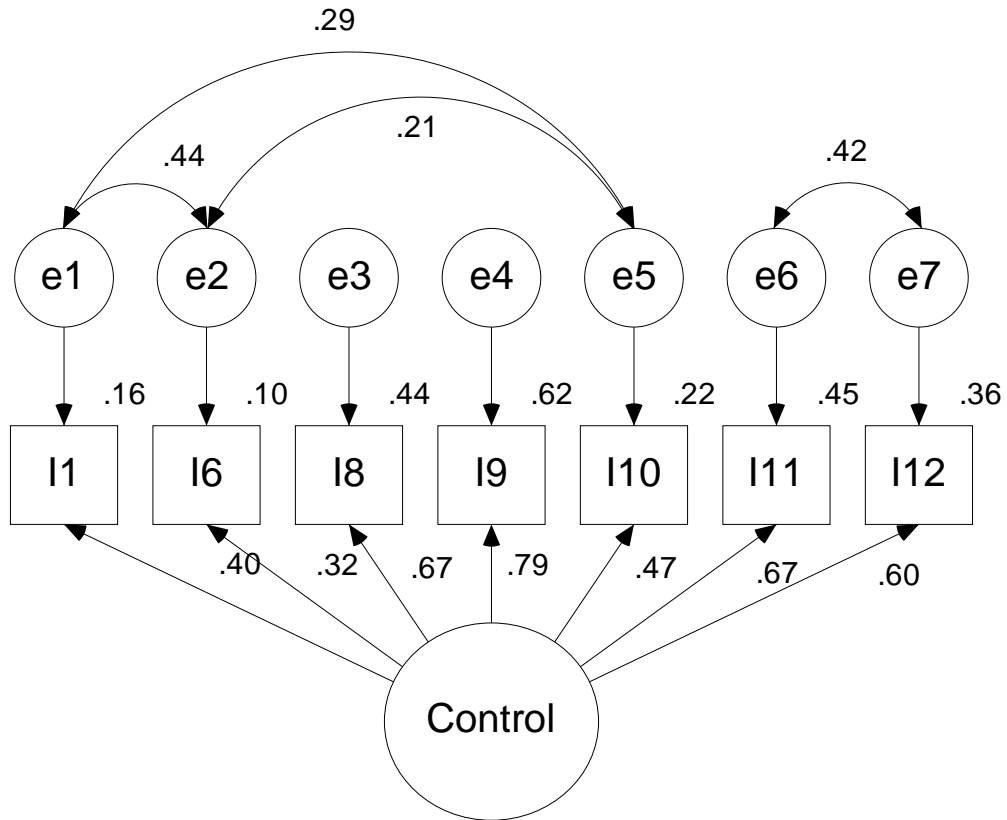 .29
.21
.44
.42
e1 e2 e3 e4 e5 e6 e7
.16 .10 .44 .62 .22 .45 .36
I1 I6 I8 I9 I10 I11 I12
.40 .32 .67 .79 .47 .67 .60
Control